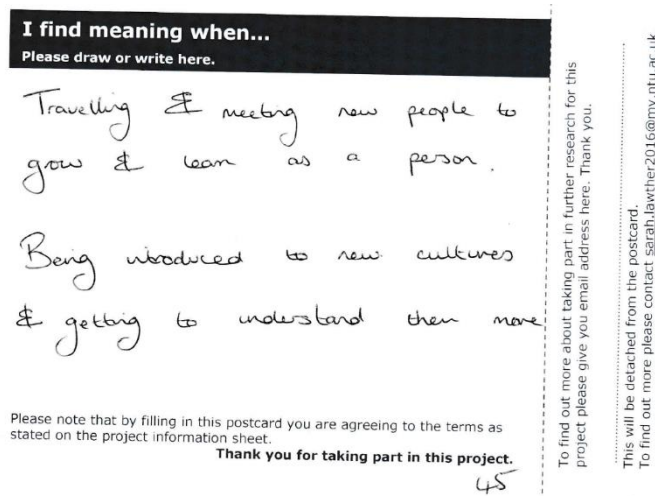 I find meaning when...
Please draw or write here.
Travelling & meeting new people to
grow & learn as a person.
Being introduced to new cultures
& getting to understand them more
Please note that by filling in this postcard you are agreeing to the terms as
stated on the project information sheet.
Thank you for taking part in this project.
45
To find out more about taking part in further research for this
project please give you email address here. Thank you.
This will be detached from the postcard.
To find out more please contact sarah.lawther2016@my.ntu.ac.uk